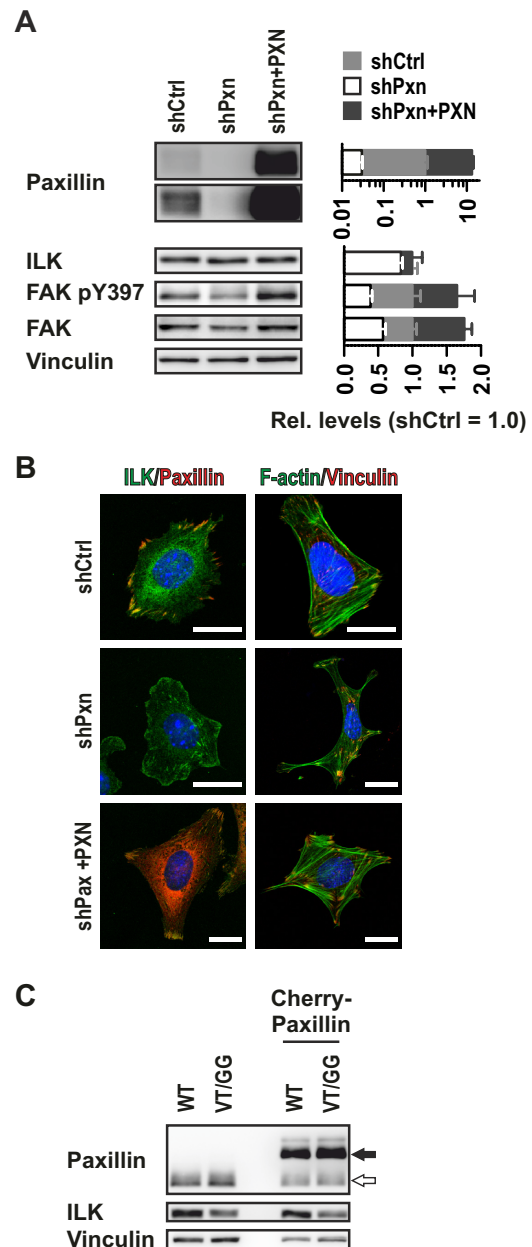 A
shCtrl
shPxn
shPxn+PXN
shCtrl
shPxn
shPxn+PXN
Paxillin
0.01
0.1
1
10
ILK
FAK pY397
FAK
Vinculin
0.0
0.5
1.0
1.5
2.0
Rel. levels (shCtrl = 1.0)
B
ILK/Paxillin
F-actin/Vinculin
shCtrl
shPxn
shPax +PXN
C
Cherry-
Paxillin
WT
VT/GG
WT
VT/GG
Paxillin
ILK
Vinculin